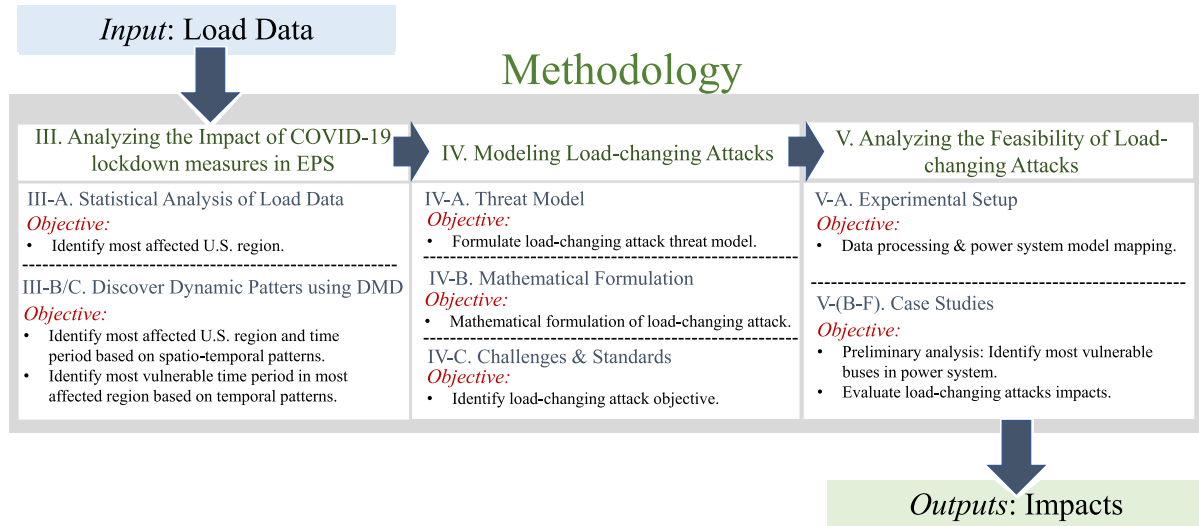 Input: Load Data
Methodology
III. Analyzing the Impact of COVID-19
lockdown measures in EPS
III-A. Statistical Analysis of Load Data
Objective:
• Identify most affected U.S. region.
III-B/C. Discover Dynamic Patters using DMD
Objective:
• Identify most affected U.S. region and time
period based on spatio-temporal patterns.
• Identify most vulnerable time period in most
affected region based on temporal patterns.
IV. Modeling Load-changing Attacks
IV-A. Threat Model
Objective:
• Formulate load-changing attack threat model.
IV-B. Mathematical Formulation
Objective:
• Mathematical formulation of load-changing attack.
IV-C. Challenges & Standards
Objective:
• Identify load-changing attack objective.
V. Analyzing the Feasibility of Load-
changing Attacks
V-A. Experimental Setup
Objective:
• Data processing & power system model mapping.
V-(B-F). Case Studies
Objective:
• Preliminary analysis: Identify most vulnerable
buses in power system.
• Evaluate load-changing attacks impacts.
Outputs: Impacts